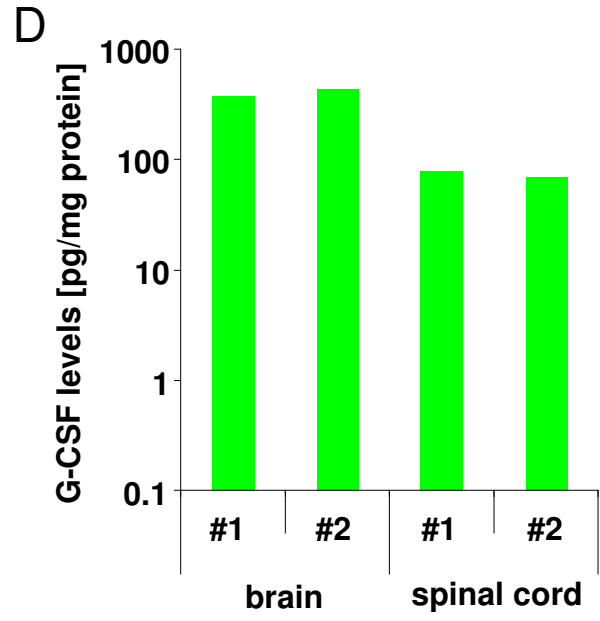 D
G-CSF levels [pg/mg protein]
1000
100
10
1
0.1
#1 #2 #1 #2
brain spinal cord